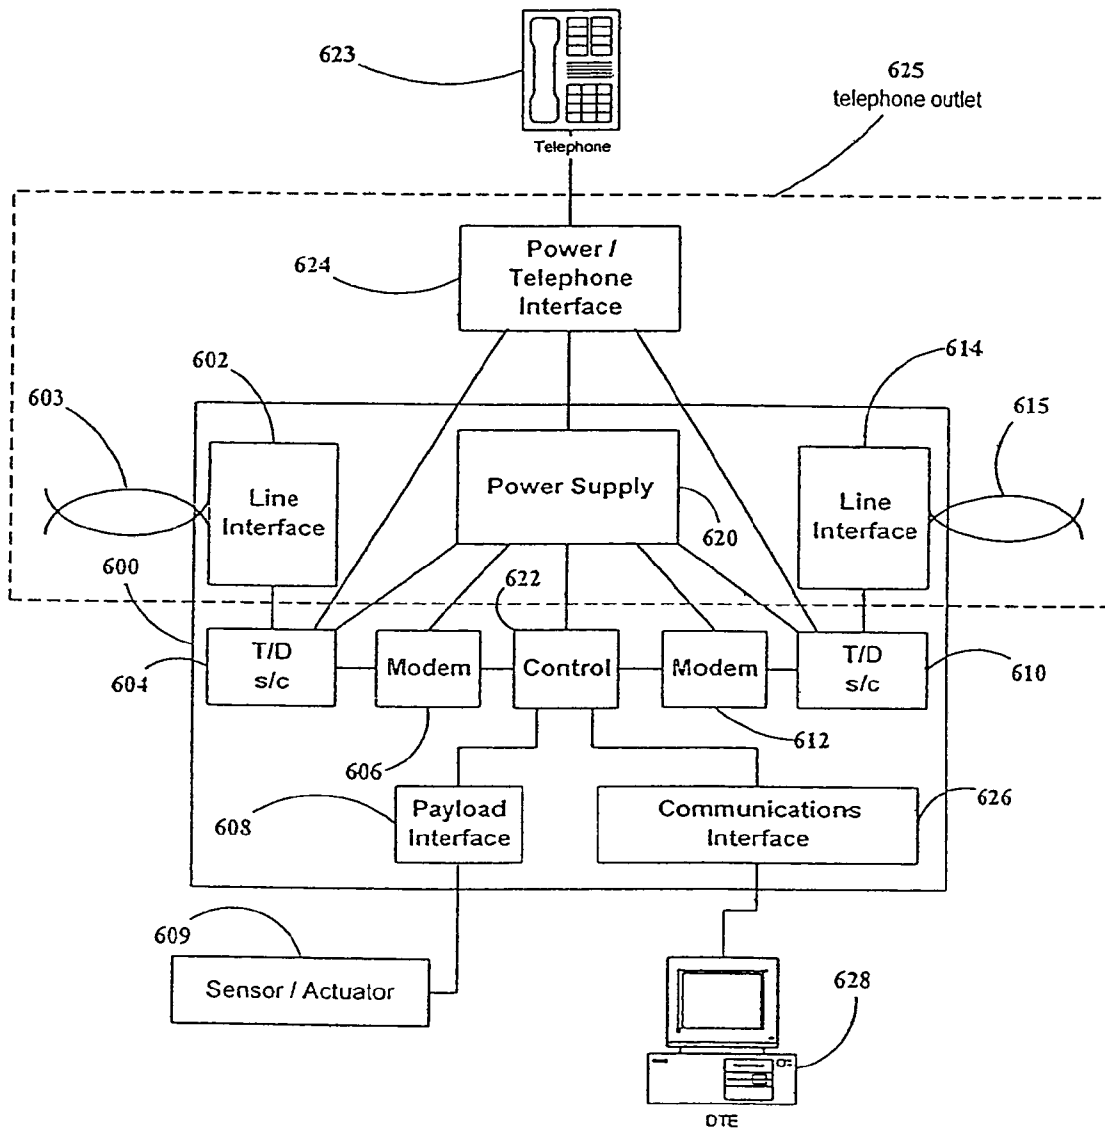 623
625
telephone outlet
Telephone
Power /
Telephone
Interface
624
602
614
603
615
Line
Interface
Power Supply
Line
Interface
620
600
622
T/D
s/c
Modem
Control
Modem
T/D
s/c
604
610
606
612
Payload
Interface
Communications
Interface
608
626
609
Sensor / Actuator
628
DTE